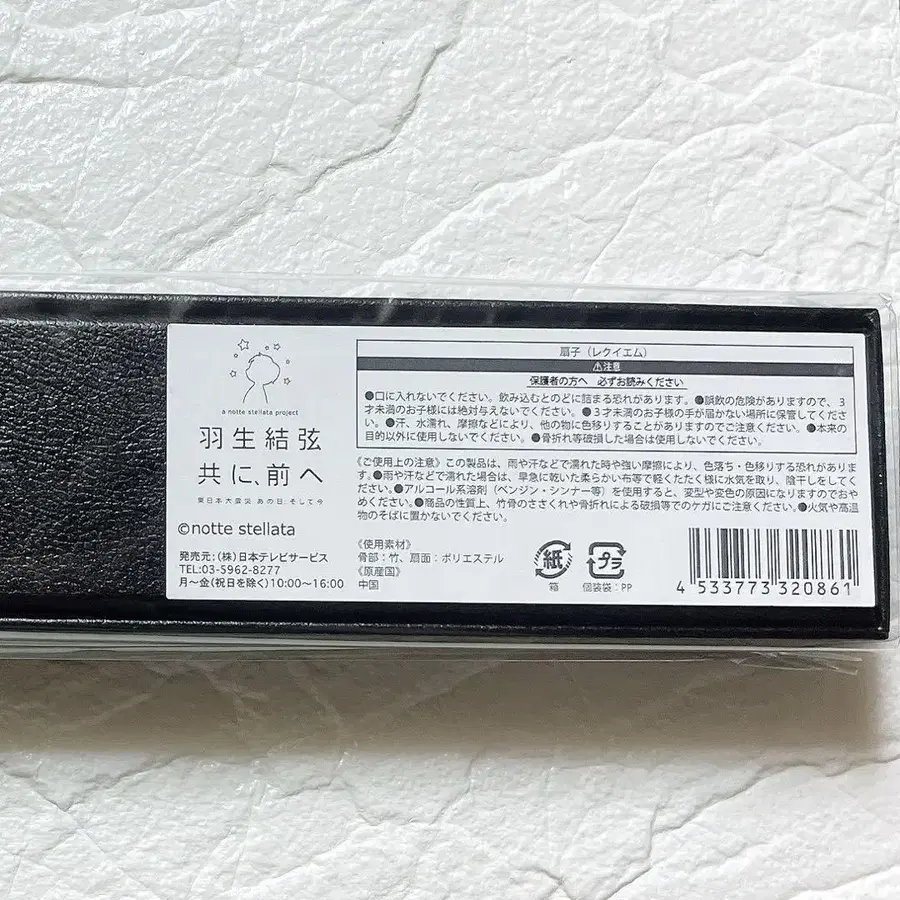 a notte stellata project
羽生結弦
共に、前へ
東日本大震災 あの日、そして今
©notte stellata
発売元:(株)日本テレビサービス
TEL:03-5962-8277
月～金(祝日を除く)10:00～16:00
扇子（レクイエム）
⚠注意
保護者の方へ 必ずお読みください
●口に入れないでください。飲み込むとのどに詰まる恐れがあります。●誤飲の危険がありますので、3
才未満のお子様には絶対与えないでください。●3才未満のお子様の手が届かない場所に保管してくださ
い。●汗、水濡れ、摩擦などにより、他の物に色移りすることがありますのでご注意ください。●本来の
目的以外に使用しないでください。●骨折れ等破損した場合は使用しないでください。
《ご使用上の注意》この製品は、雨や汗などで濡れた時や強い摩擦により、色落ち・色移りする恐れがありま
す。●雨や汗などで濡れた場合は、早急に乾いた柔らかい布等で軽くたたく様に水気を取り、陰干しをしてくだ
さい。●アルコール系溶剤（ベンジン・シンナー等）を使用すると、変型や変色の原因になりますのでおや
めください。●商品の性質上、竹骨のささくれや骨折れによる破損等でのケガにご注意ください。●火気や高温
物のそばに置かないでください。
《使用素材》
骨部：竹、扇面：ポリエステル
《原産国》
中国
紙
箱
プラ
個装袋：PP
4 533773 320861